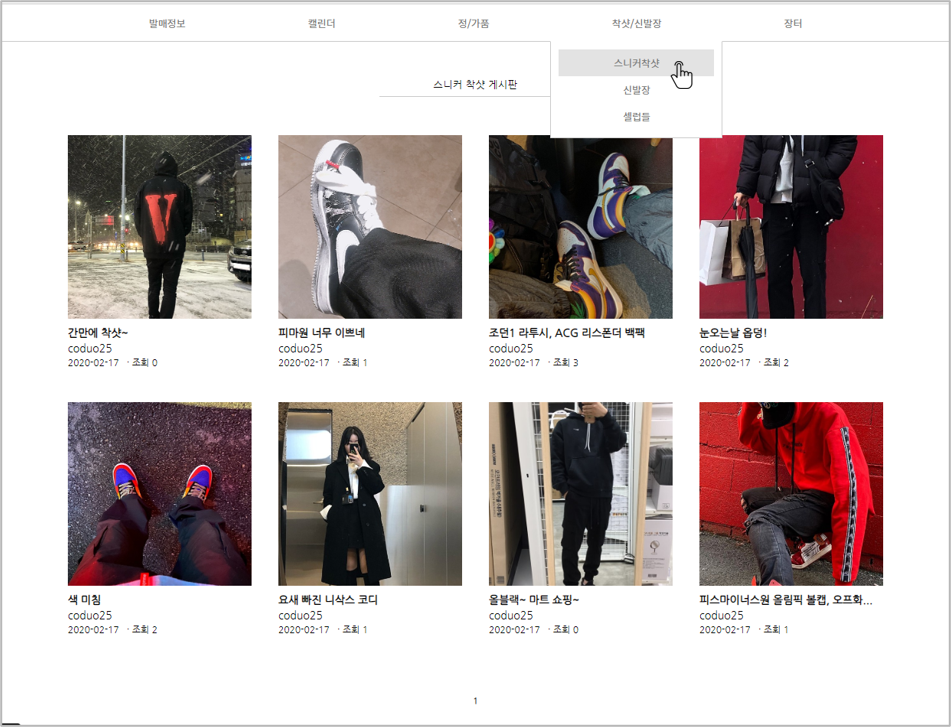 발매정보 캘린더 정/가품 착샷/신발장 장터
스니커착샷
신발장
셀럽들
스니커 착샷 게시판
V
간만에 착샷~
coduo25
2020-02-17 · 조회 0
피마원 너무 이쁘네
coduo25
2020-02-17 · 조회 1
조던1 라투시, ACG 리스폰더 백팩
coduo25
2020-02-17 · 조회 3
눈오는날 옵덩!
coduo25
2020-02-17 · 조회 2
색 미침
coduo25
2020-02-17 · 조회 2
요새 빠진 니삭스 코디
coduo25
2020-02-17 · 조회 1
올블랙~ 마트 쇼핑~
coduo25
2020-02-17 · 조회 0
피스마이너스원 올림픽 볼캡, 오프화...
coduo25
2020-02-17 · 조회 1
1